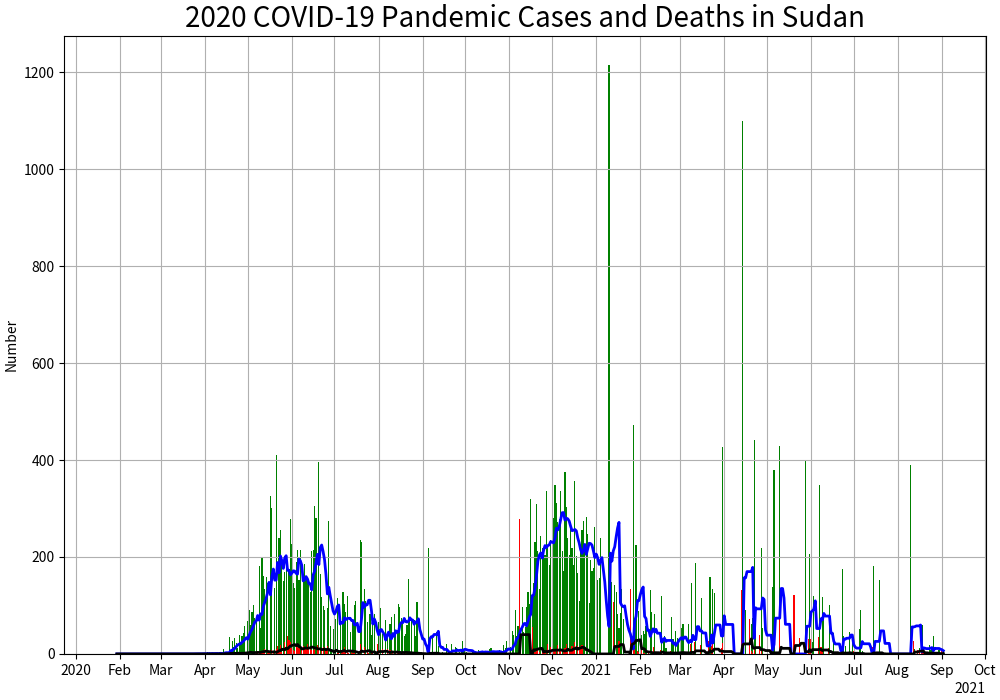 2020 COVID-19 Pandemic Cases and Deaths in Sudan
1200
1000
800
600
400
200
0
Number
2020 Feb Mar Apr May Jun Jul Aug Sep Oct Nov Dec 2021 Feb Mar Apr May Jun Jul Aug Sep Oct
2021